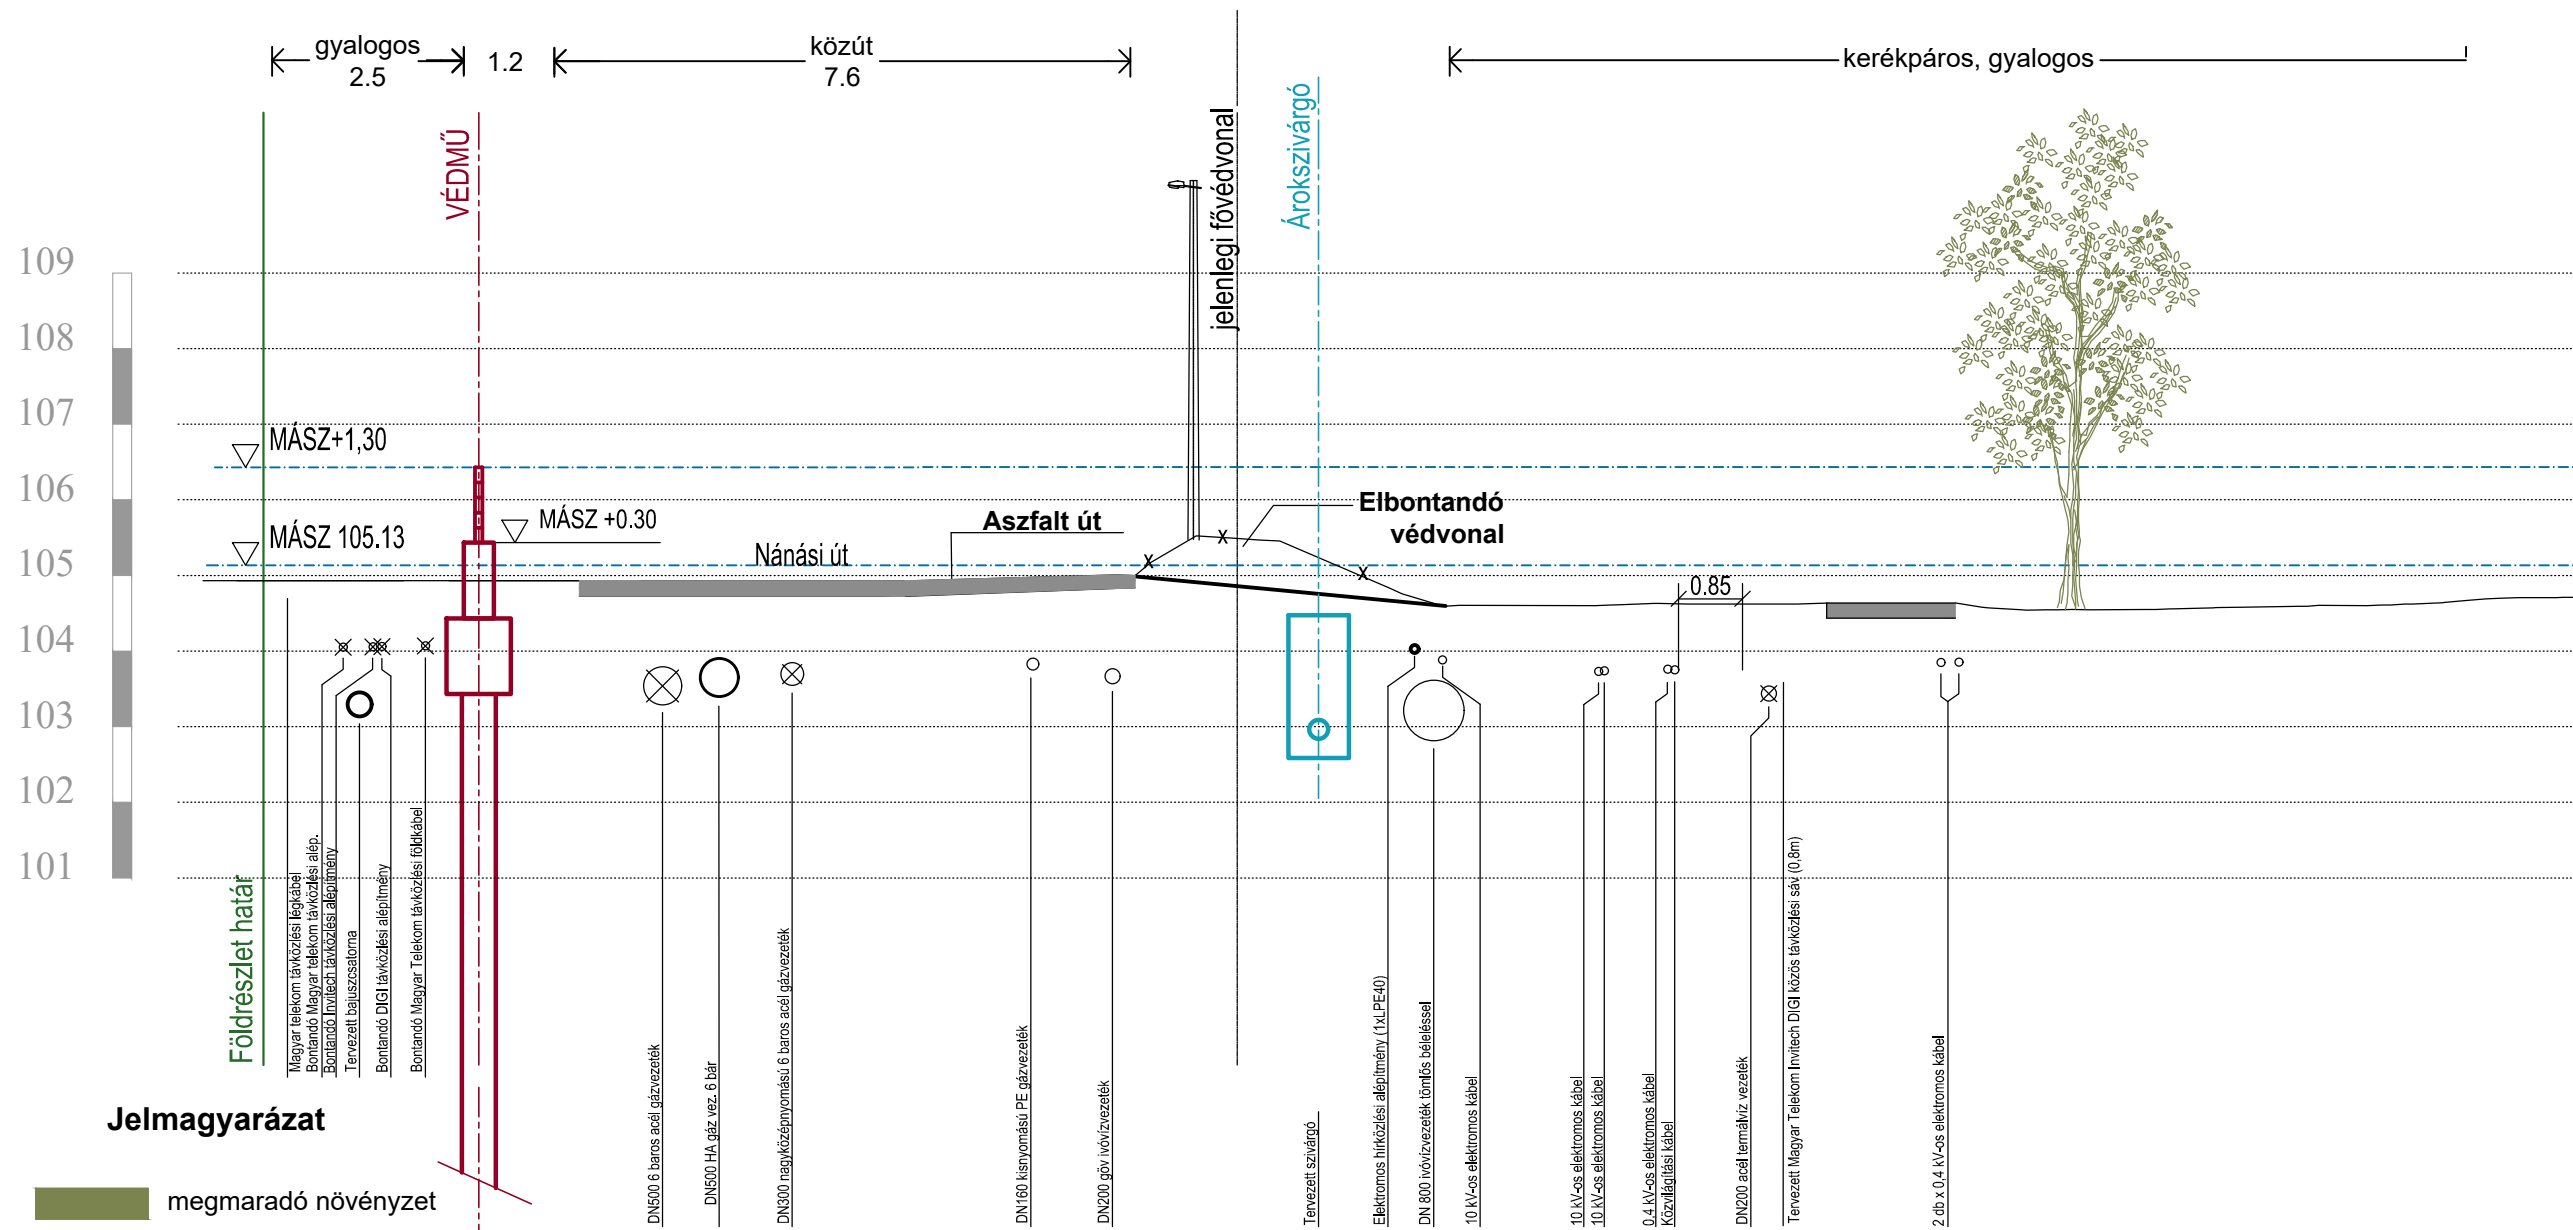 gyalogos
2.5
1.2
közút
7.6
kerékpáros, gyalogos
VÉDMŰ
jelenlegi fővédvonal
Árokszivárgó
109
108
107
106
105
104
103
102
101
MÁSZ+1,30
MÁSZ 105.13
MÁSZ +0.30
Nánási út
Aszfalt út
Elbontandó
védvonal
0.85
Földrészlet határ
Magyar telekom távközlési légkábel
Bontandó Magyar telekom távközlési alép.
Bontandó Invitech távközlési alépítmény
Tervezett bajuszcsatorna
Bontandó DIGI távközlési alépítmény
Bontandó Magyar Telekom távközlési földkábel
DN500 6 baros acél gázvezeték
DN500 HA gáz vez. 6 bár
DN300 nagyközépnyomású 6 baros acél gázvezeték
DN160 kisnyomású PE gázvezeték
DN200 göv ivóvízvezeték
Tervezett szivárgó
Elektromos hírközlési alépítmény (1xLPE40)
DN 800 ivóvízvezeték tömlős béleléssel
10 kV-os elektromos kábel
10 kV-os elektromos kábel
10 kV-os elektromos kábel
0,4 kV-os elektromos kábel
Közvilágítási kábel
DN200 acél termálvíz vezeték
Tervezett Magyar Telekom Invitech DIGI közös távközlési sáv (0,8m)
2 db x 0,4 kV-os elektromos kábel
Jelmagyarázat
megmaradó növényzet